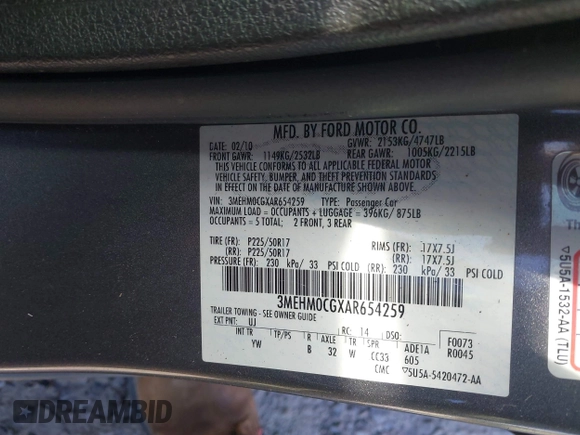 MFD. BY FORD MOTOR CO.
DATE: 02/10 GVWR: 2153KG/4747LB
FRONT GAWR: 1149KG/2532LB REAR GAWR: 1005KG/2215LB
THIS VEHICLE CONFORMS TO ALL APPLICABLE FEDERAL MOTOR
VEHICLE SAFETY, BUMPER, AND THEFT PREVENTION STANDARDS
IN EFFECT ON THE DATE OF MANUFACTURE SHOWN ABOVE.
VIN: 3MEHM0CGXAR654259 TYPE: Passenger Car
MAXIMUM LOAD = OCCUPANTS + LUGGAGE = 396KG/ 875LB
OCCUPANTS = 5 TOTAL: 2 FRONT, 3 REAR
TIRE (FR): P225/50R17 RIMS (FR): 17X7.5J
(RR): P225/50R17 (RR): 17X7.5J
PRESSURE (FR): 230 kPa/ 33 PSI COLD (RR): 230 kPa/ 33 PSI COLD
3MEHM0CGXAR654259
TRAILER TOWING - SEE OWNER GUIDE
EXT PNT: UJ RC: 14 DSO: F0073
INT TR TP/PS R AXLE TR SPR ADE1A R0045
YW B 32 W CC33 605
CMC ▽5U5A-5420472-AA
▽5U5A-1532-AA (TLU)
DREAMBID